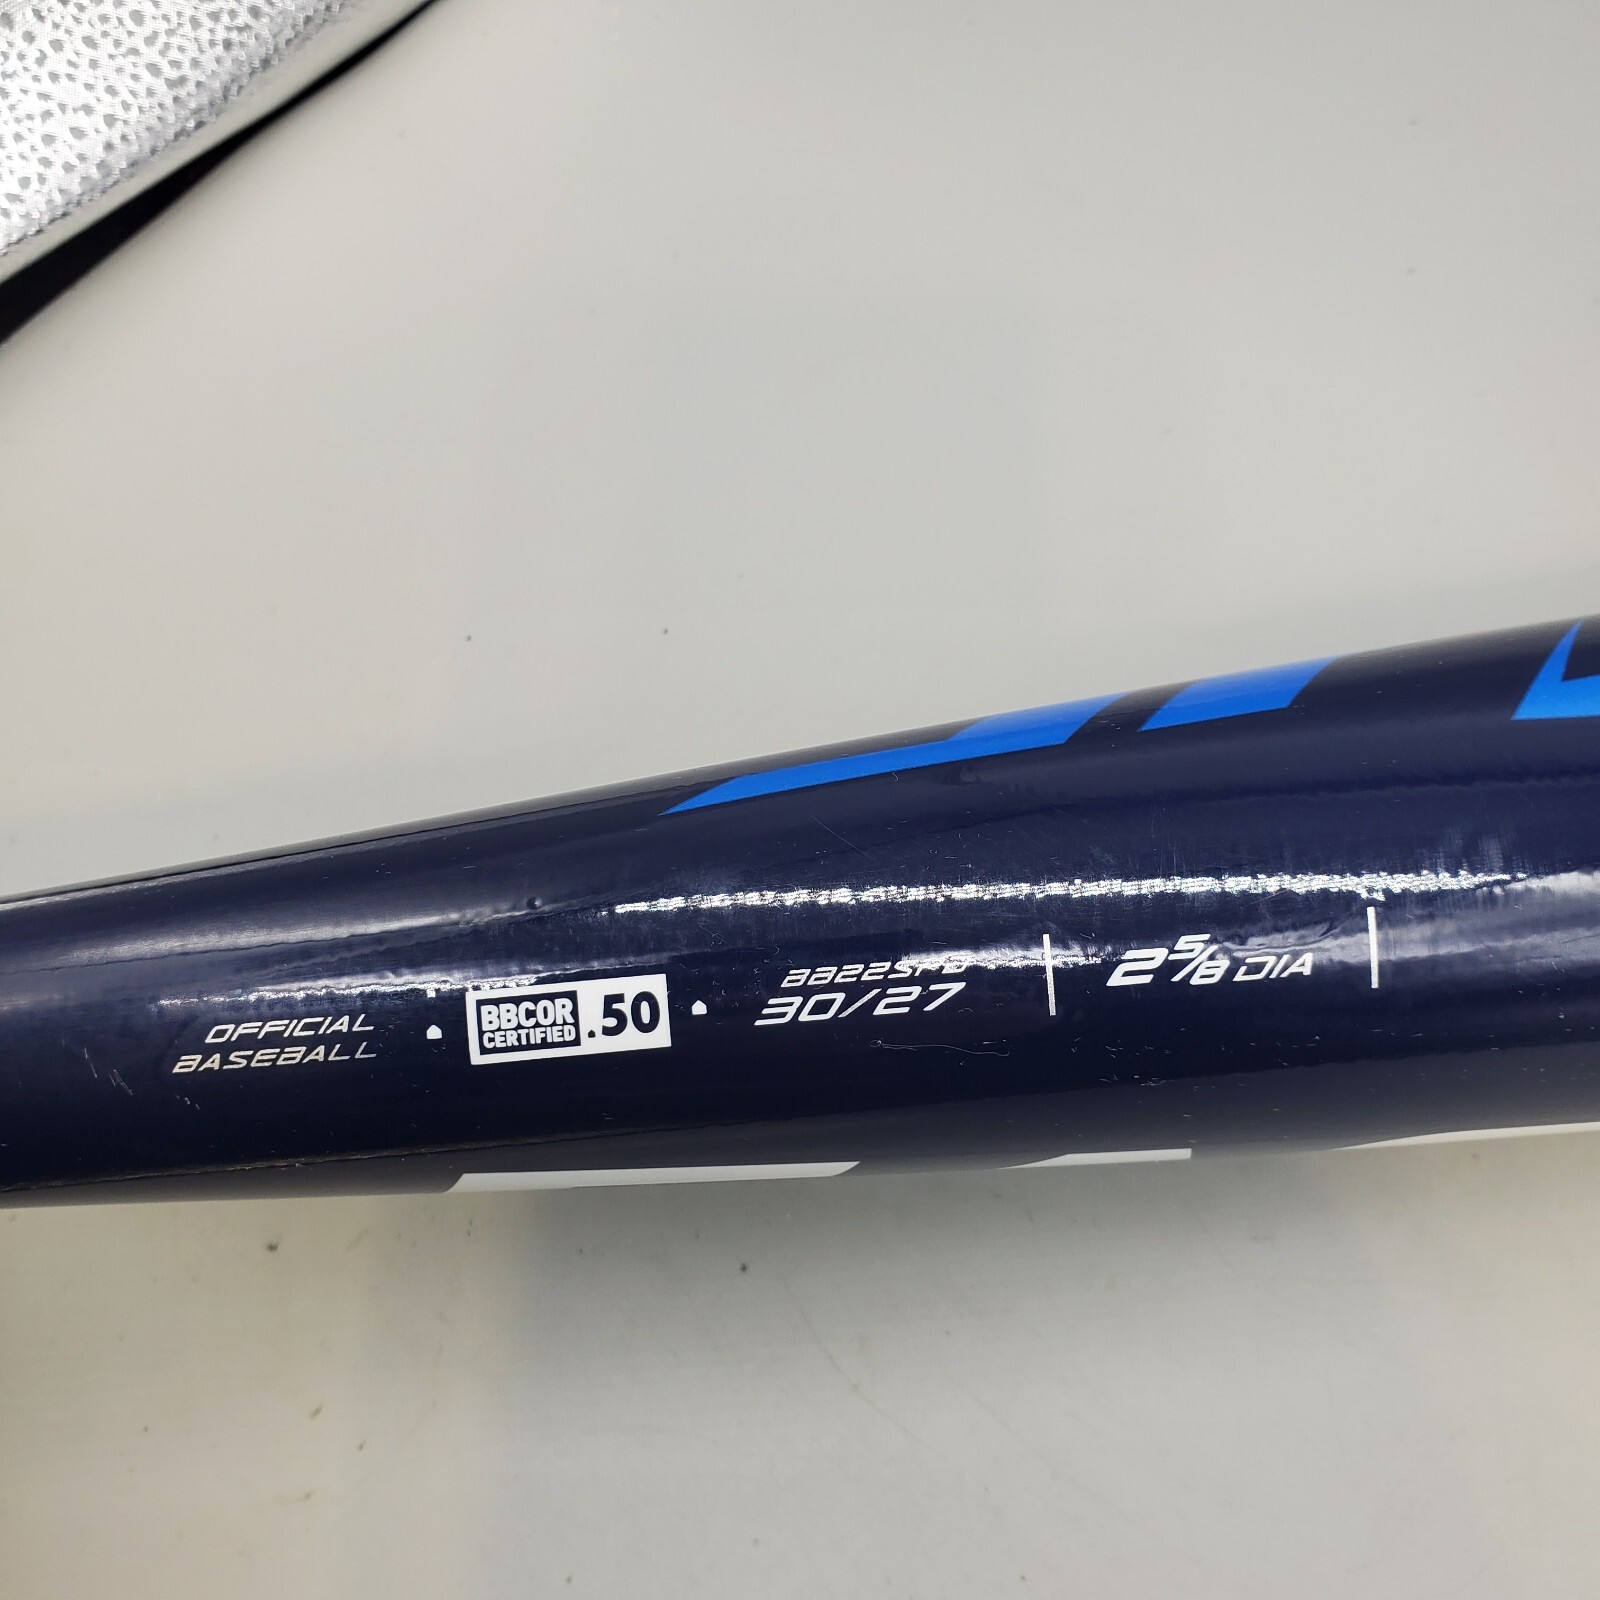 OFFICIAL
BASEBALL
BBCOR
CERTIFIED
.50
BB22SPD
30/27
2 5/8 DIA